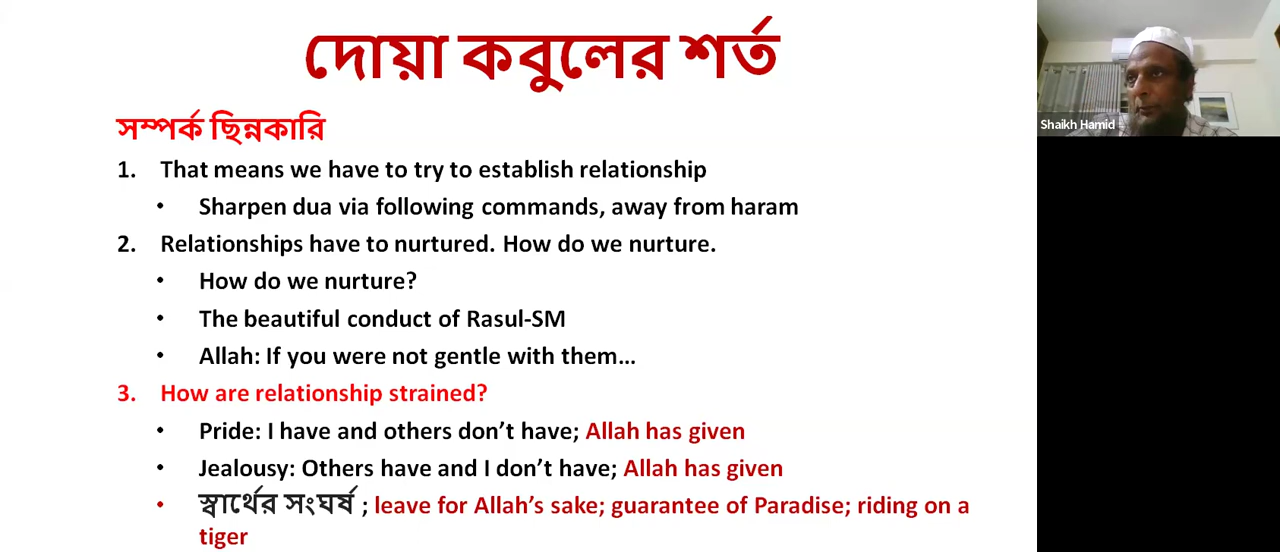 দোয়া কবুলের শর্ত
সম্পর্ক ছিন্নকারি
1. That means we have to try to establish relationship
• Sharpen dua via following commands, away from haram
2. Relationships have to nurtured. How do we nurture.
• How do we nurture?
• The beautiful conduct of Rasul-SM
• Allah: If you were not gentle with them…
3. How are relationship strained?
• Pride: I have and others don’t have; Allah has given
• Jealousy: Others have and I don’t have; Allah has given
• স্বার্থের সংঘর্ষ ; leave for Allah’s sake; guarantee of Paradise; riding on a
tiger
Shaikh Hamid